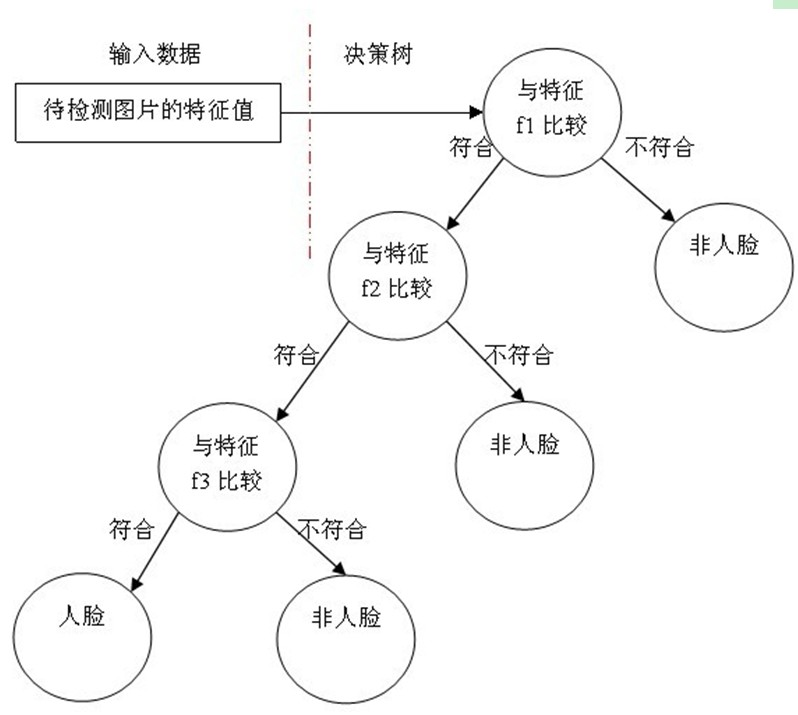 输入数据
决策树
待检测图片的特征值
与特征
f1 比较
符合
不符合
非人脸
与特征
f2 比较
符合
不符合
非人脸
与特征
f3 比较
符合
不符合
人脸
非人脸